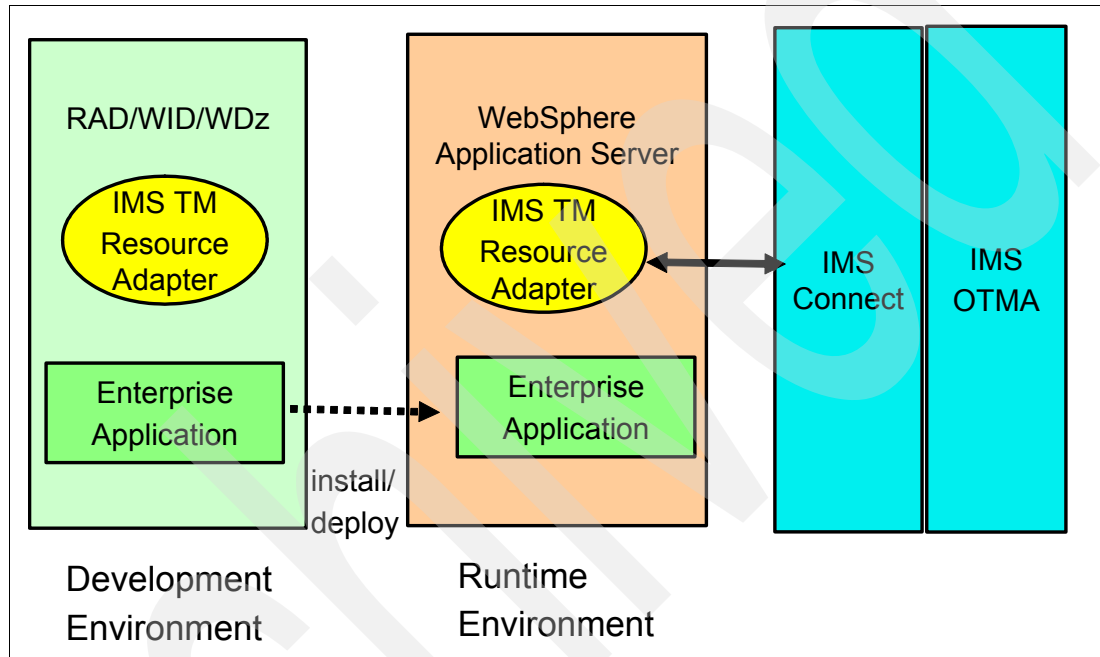 RAD/WID/WDz
IMS TM
Resource
Adapter
Enterprise
Application
install/
deploy
Development
Environment
WebSphere
Application Server
IMS TM
Resource
Adapter
Enterprise
Application
Runtime
Environment
IMS
Connect
IMS
OTMA